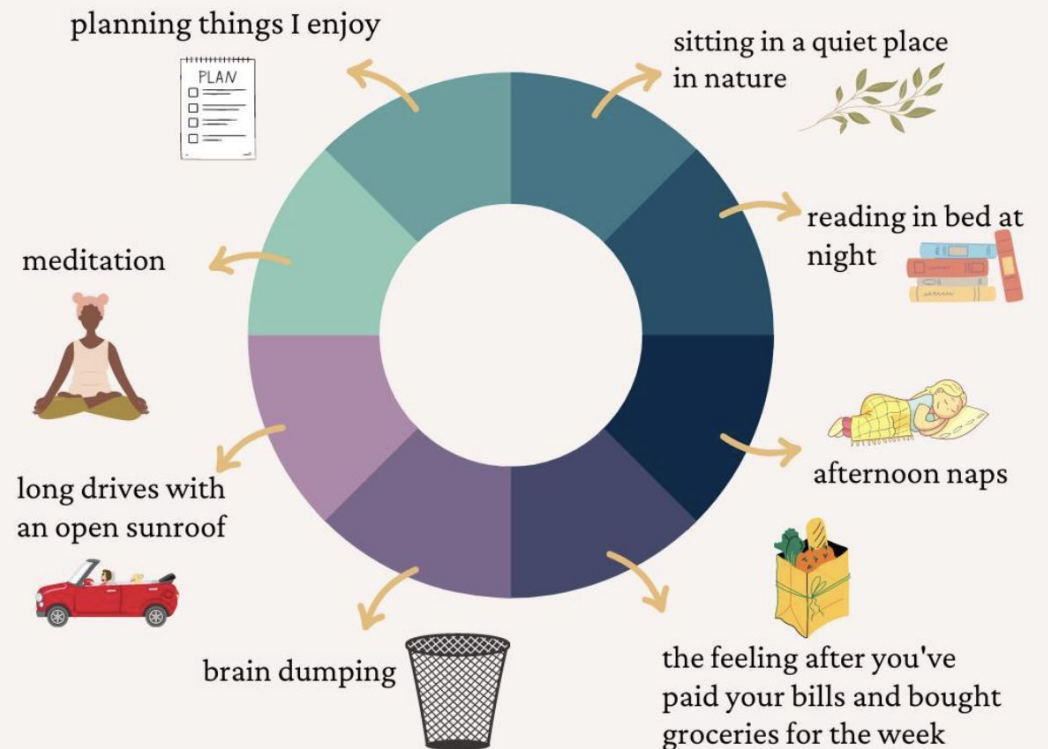 planning things I enjoy
PLAN
sitting in a quiet place
in nature
reading in bed at
night
afternoon naps
the feeling after you've
paid your bills and bought
groceries for the week
brain dumping
long drives with
an open sunroof
meditation